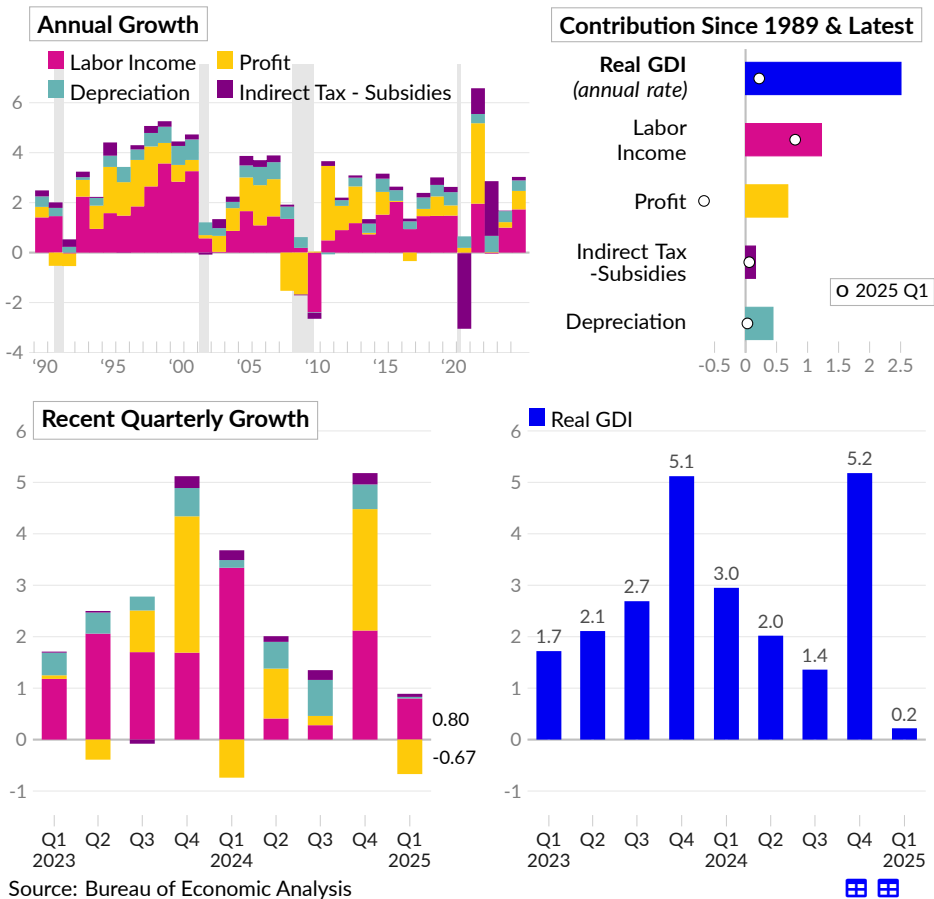 Annual Growth
Labor Income
Profit
Depreciation
Indirect Tax - Subsidies
6
4
2
0
-2
-4
'90
'95
'00
'05
'10
'15
'20
Contribution Since 1989 & Latest
Real GDI
(annual rate)
Labor
Income
Profit
Indirect Tax
-Subsidies
Depreciation
2025 Q1
-0.5 0 0.5 1 1.5 2 2.5
Recent Quarterly Growth
6
5
4
3
2
1
0
-1
0.80
-0.67
Q1 Q2 Q3 Q4 Q1 Q2 Q3 Q4 Q1
2023 2024 2025
Real GDI
6
5
4
3
2
1
0
-1
1.7
2.1
2.7
5.1
3.0
2.0
1.4
5.2
0.2
Q1 Q2 Q3 Q4 Q1 Q2 Q3 Q4 Q1
2023 2024 2025
Source: Bureau of Economic Analysis